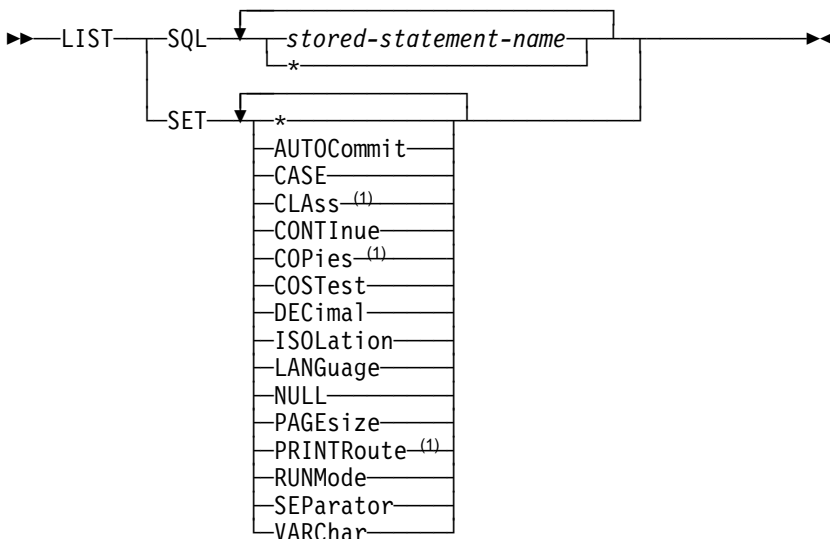 LIST SQL stored-statement-name
*
SET *
AUTOCommit
CASE
CLAss (1)
CONTInue
COPies (1)
COSTest
DECimal
ISOLation
LANGuage
NULL
PAGEsize
PRINTRoute (1)
RUNMode
SEParator
VARChar